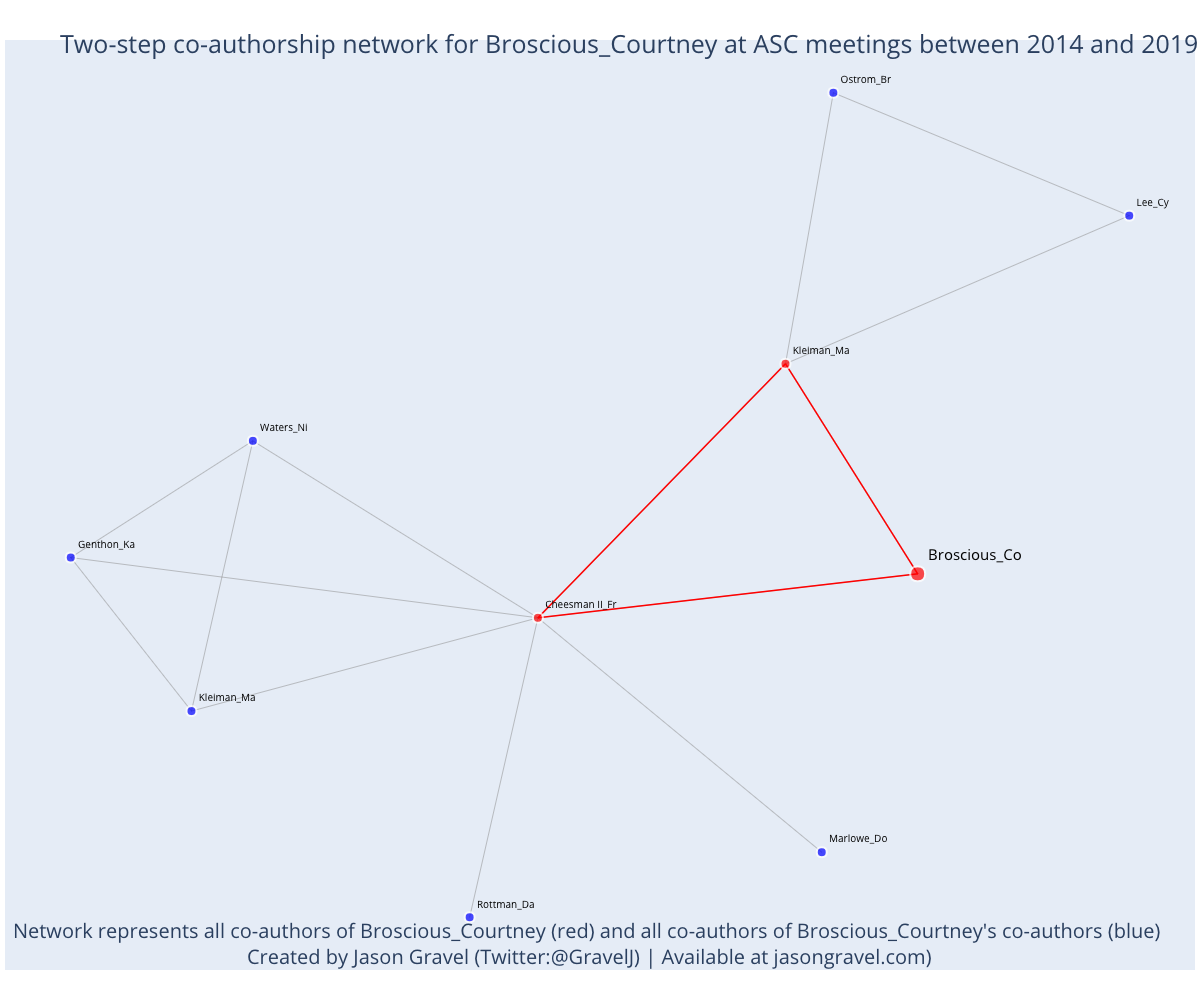 Two-step co-authorship network for Broscious_Courtney at ASC meetings between 2014 and 2019
Ostrom_Br
Lee_Cy
Kleiman_Ma
Waters_Ni
Genthon_Ka
Broscious_Co
Cheesman II_Fr
Kleiman_Ma
Marlowe_Do
Rottman_Da
Network represents all co-authors of Broscious_Courtney (red) and all co-authors of Broscious_Courtney's co-authors (blue)
Created by Jason Gravel (Twitter:@GravelJ) | Available at jasongravel.com)